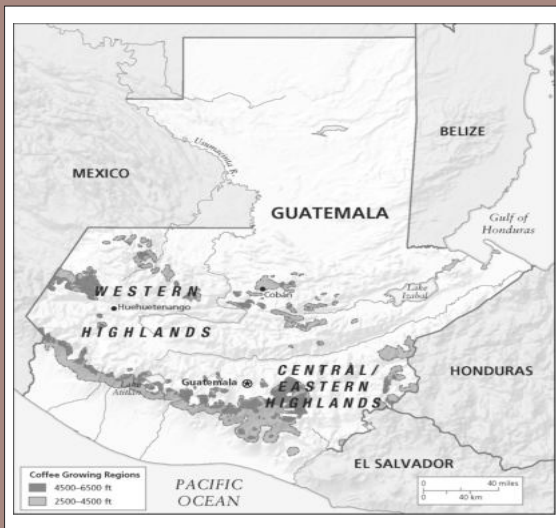 Usumacinta R.
BELIZE
MEXICO
GUATEMALA
Gulf of
Honduras
WESTERN
Cobán
Lake
Izabal
Huehuetenango
HIGHLANDS
CENTRAL/
EASTERN
HIGHLANDS
Guatemala
Lake
Atitlán
HONDURAS
EL SALVADOR
PACIFIC
OCEAN
Coffee Growing Regions
4500–6500 ft
2500–4500 ft
0 40 miles
0 40 km